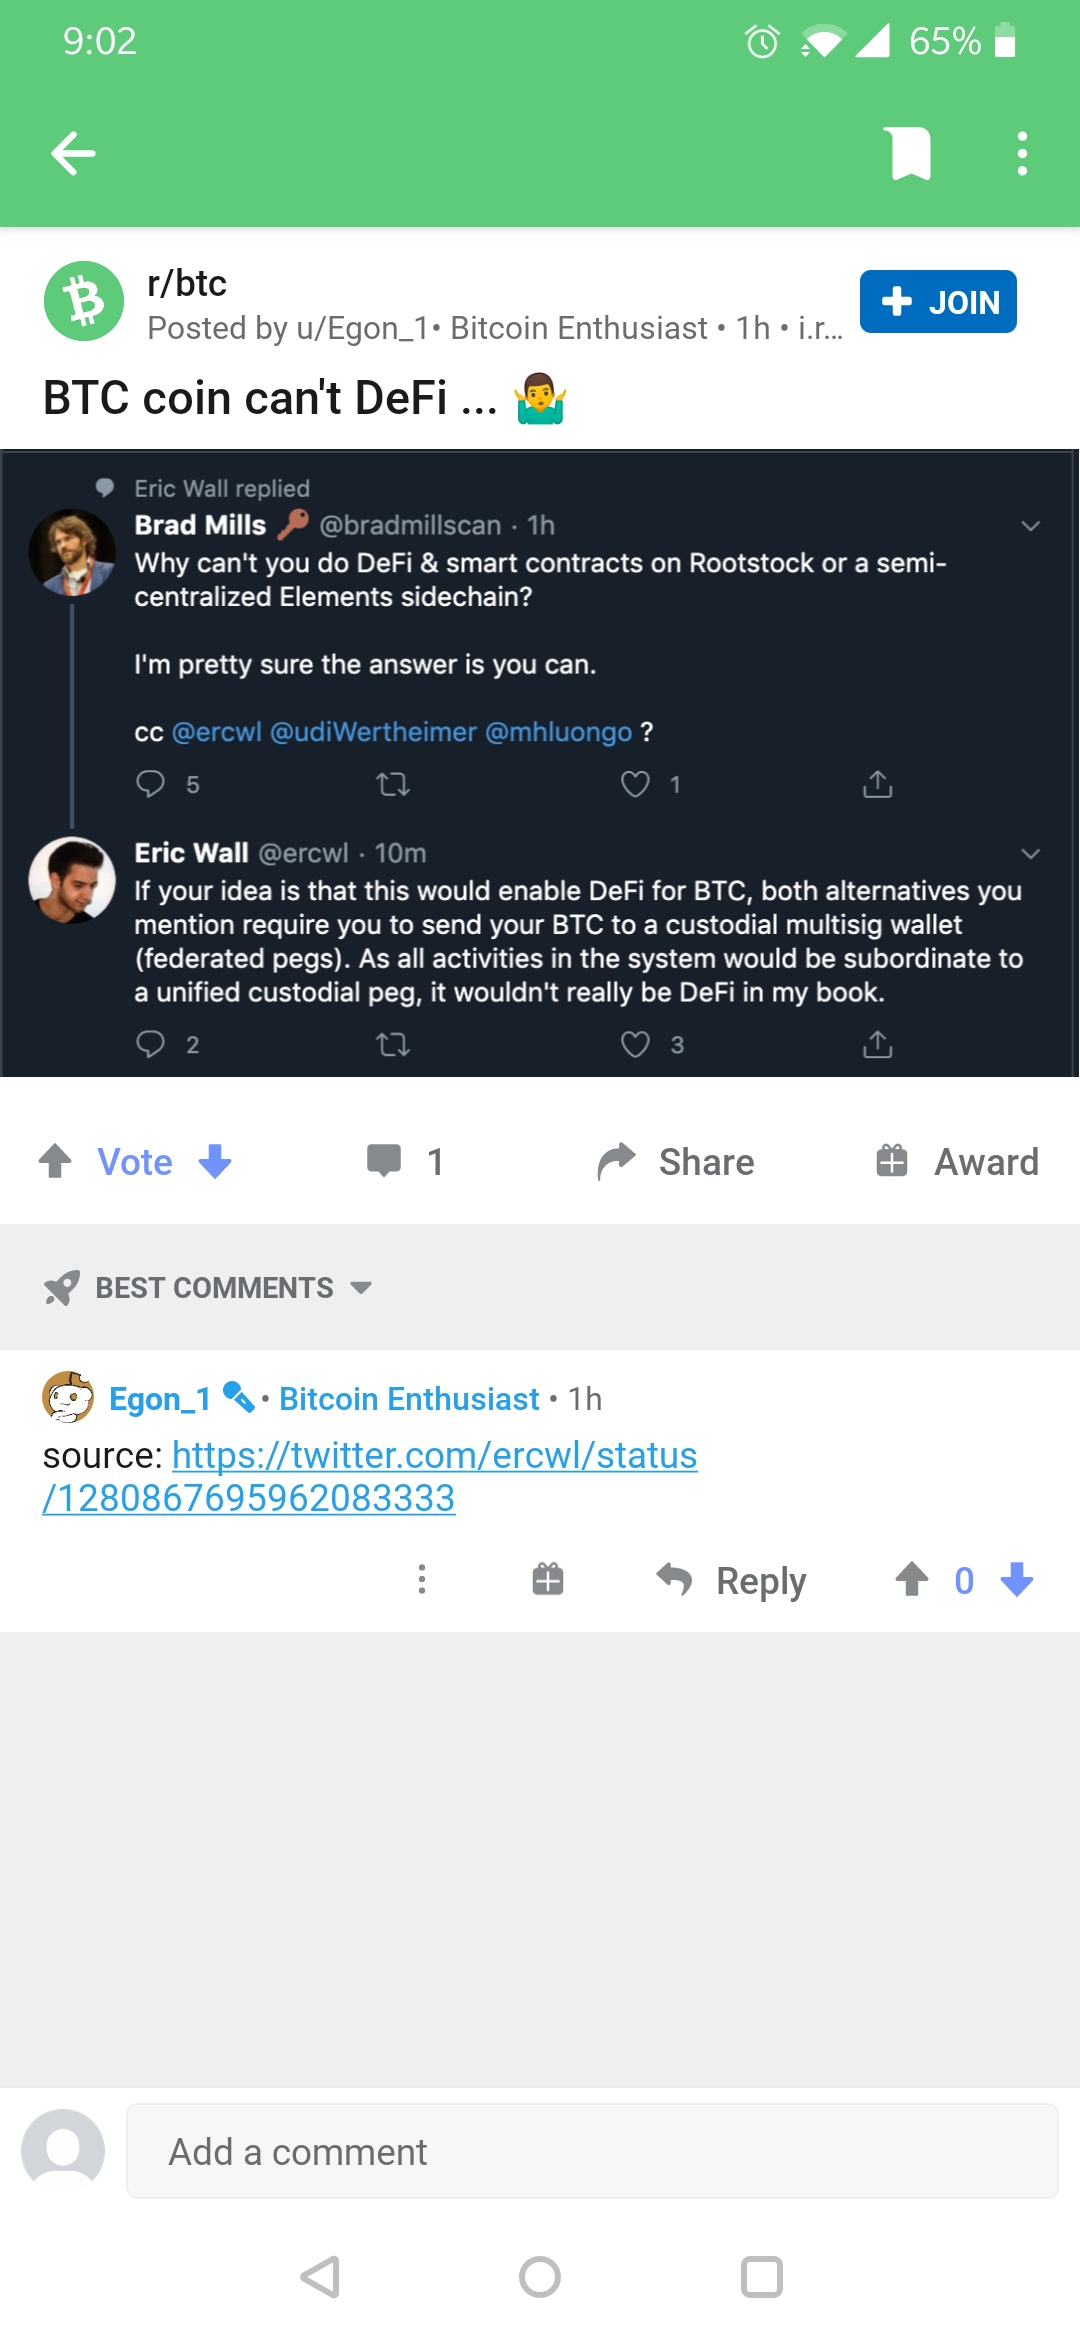 9:02
65%
r/btc
Posted by u/Egon_1• Bitcoin Enthusiast • 1h • i.r...
+ JOIN
BTC coin can't DeFi ... 🤷‍♂️
Eric Wall replied
Brad Mills 🔑 @bradmillscan · 1h
Why can't you do DeFi & smart contracts on Rootstock or a semi-
centralized Elements sidechain?
I'm pretty sure the answer is you can.
cc @ercwl @udiWertheimer @mhluongo ?
5
1
Eric Wall @ercwl · 10m
If your idea is that this would enable DeFi for BTC, both alternatives you
mention require you to send your BTC to a custodial multisig wallet
(federated pegs). As all activities in the system would be subordinate to
a unified custodial peg, it wouldn't really be DeFi in my book.
2
3
Vote
1
Share
Award
BEST COMMENTS
Egon_1 • Bitcoin Enthusiast • 1h
source: https://twitter.com/ercwl/status
/1280867695962083333
Reply
0
Add a comment